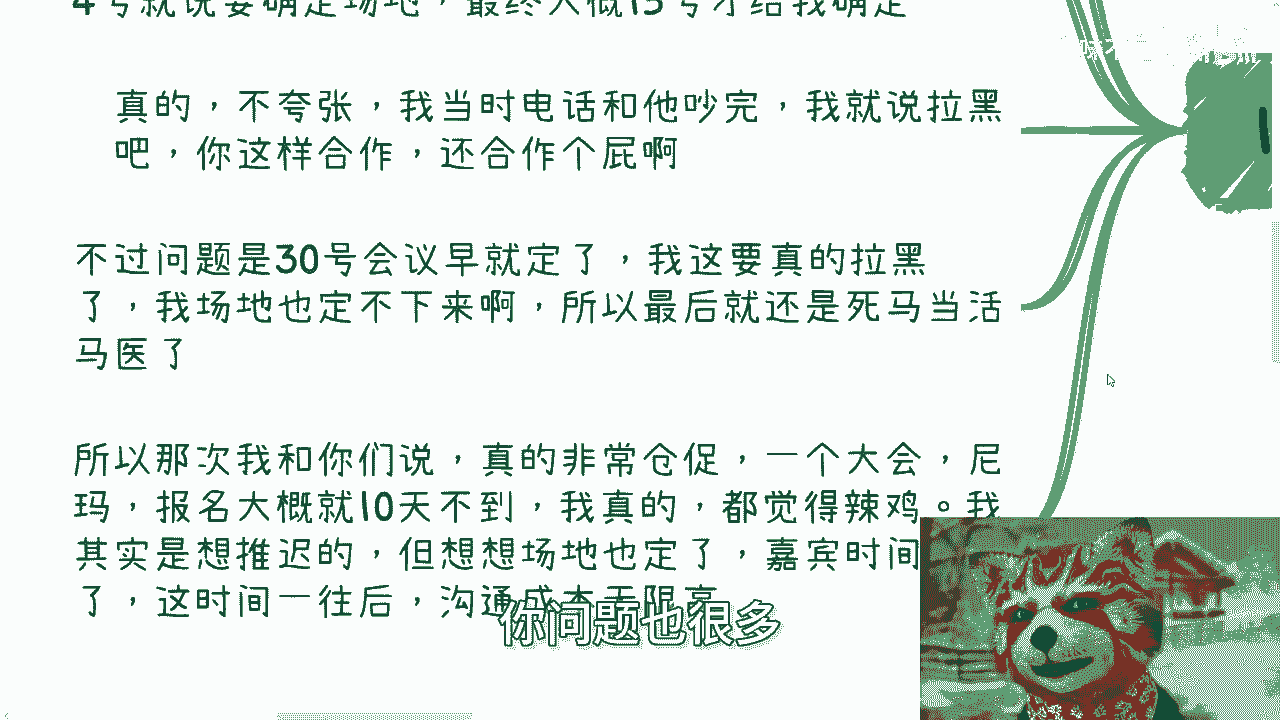 4号就说要确定场地，最终大概15号才给我确定
真的，不夸张，我当时电话和他吵完，我就说拉黑
吧，你这样合作，还合作个屁啊
不过问题是30号会议早就定了，我这要真的拉黑
了，我场地也定不下来啊，所以最后就还是死马当活
马医了
所以那次我和你们说，真的非常仓促，一个大会，尼
玛，报名大概就10天不到，我真的，都觉得辣鸡。我
其实是想推迟的，但想想场地也定了，嘉宾时间
了，这时间一往后，沟通成本无限高
你问题也很多